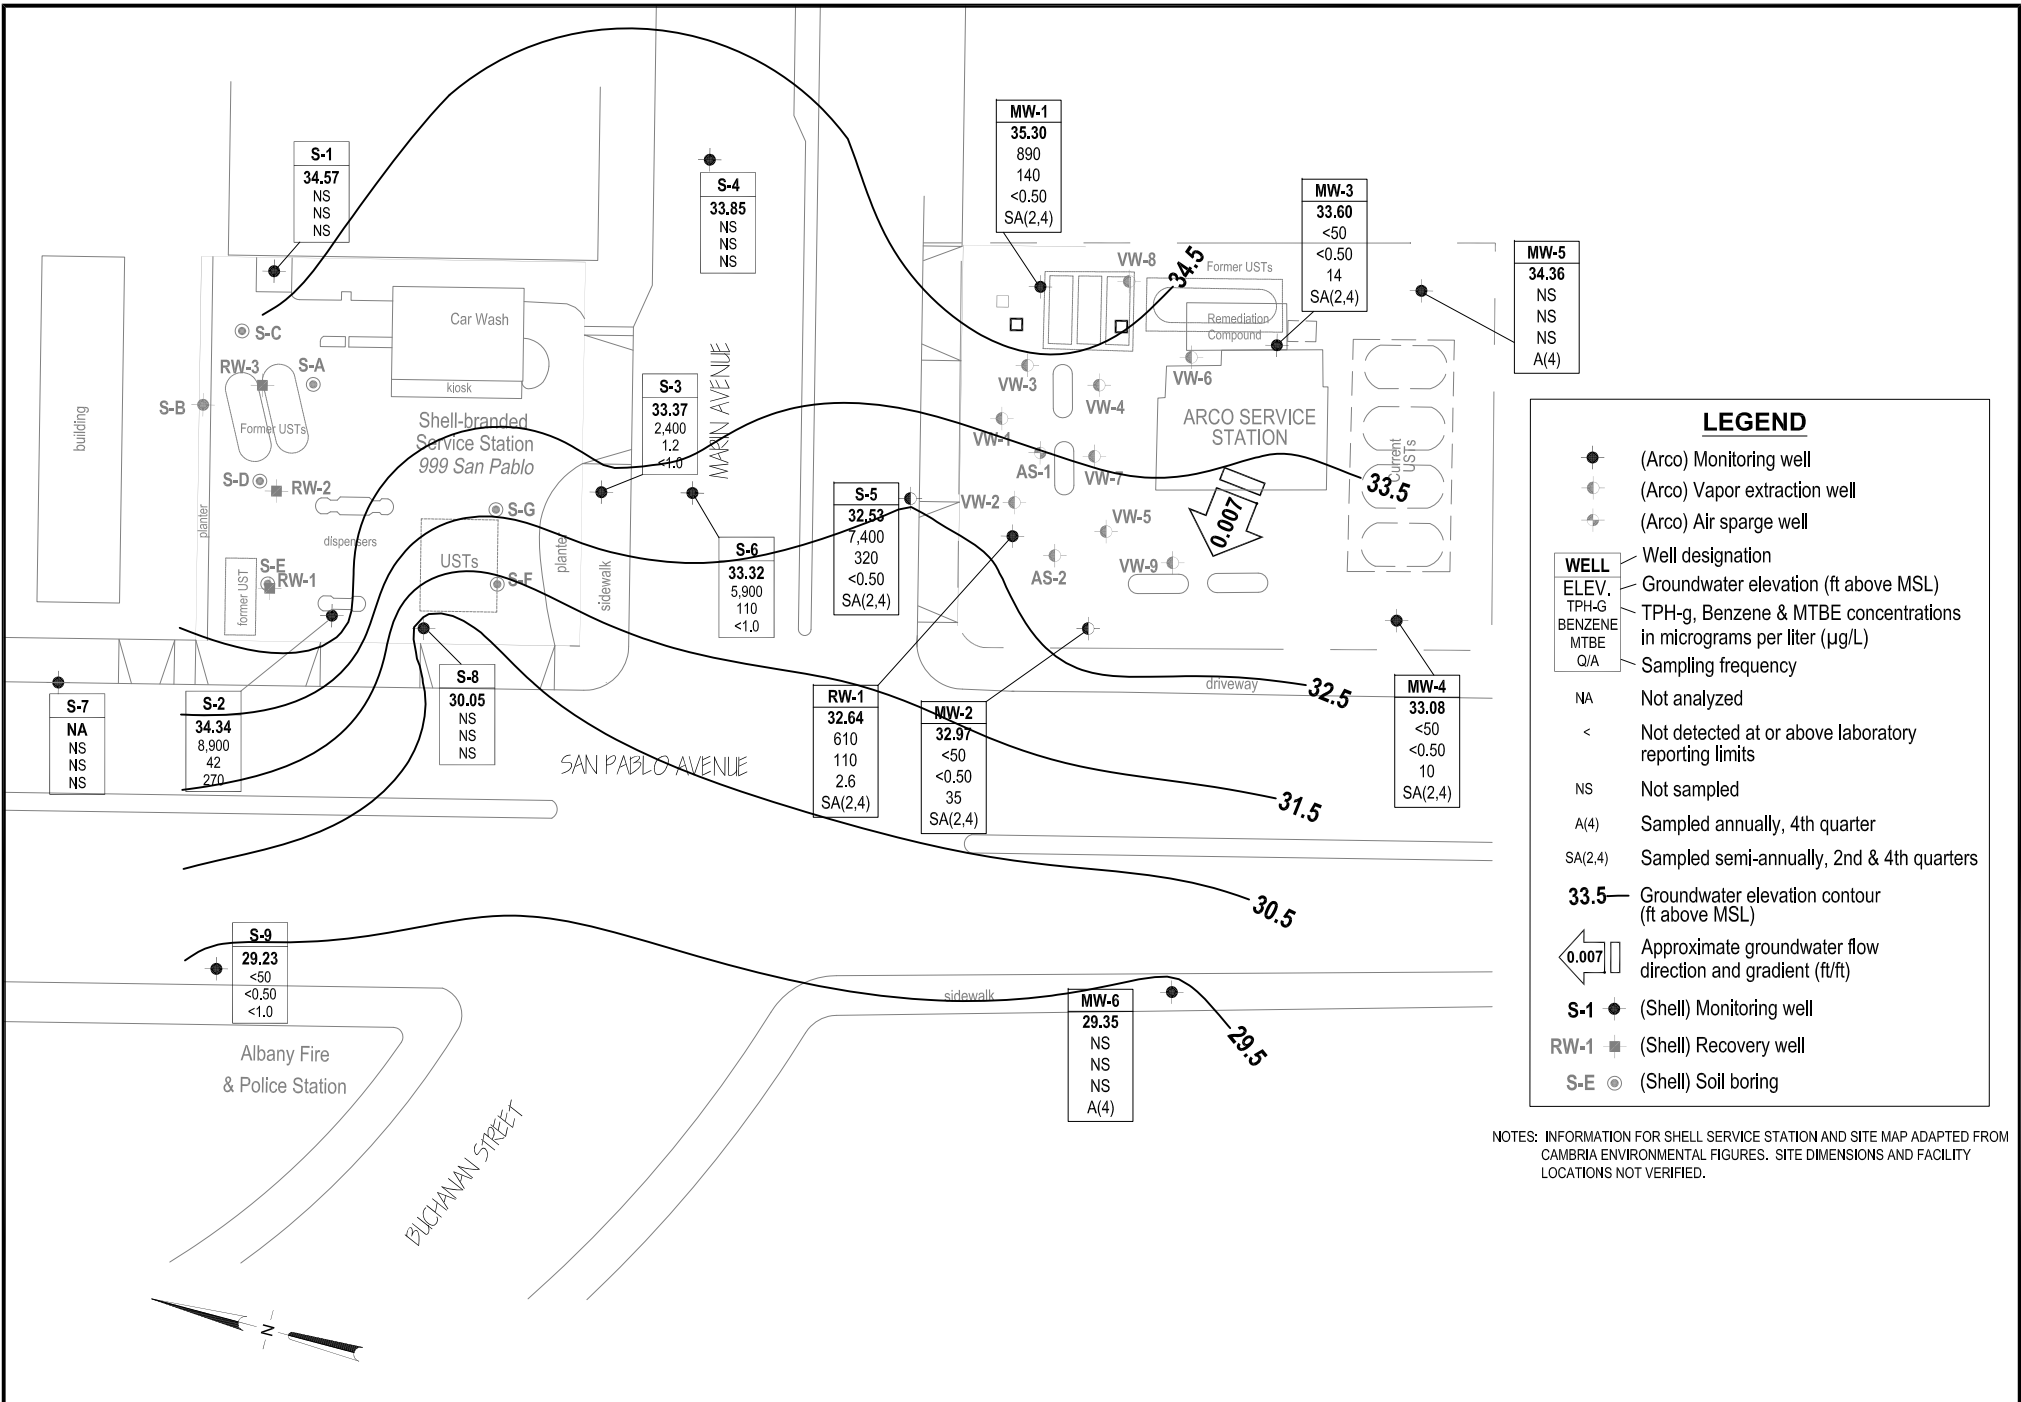 S-1
34.57
NS
NS
NS
S-4
33.85
NS
NS
NS
MW-1
35.30
890
140
<0.50
SA(2,4)
MW-3
33.60
<50
<0.50
14
SA(2,4)
MW-5
34.36
NS
NS
NS
A(4)
34.5
VW-8
Former USTs
Remediation
Compound
S-C
Car Wash
kiosk
RW-3
S-A
S-B
Former USTs
building
planter
Shell-branded
Service Station
999 San Pablo
S-3
33.37
2,400
1.2
<1.0
MARIN AVENUE
VW-3
VW-4
VW-6
VW-1
AS-1
VW-7
ARCO SERVICE
STATION
Current
USTs
33.5
S-D
RW-2
S-G
dispensers
USTs
S-E
RW-1
S-F
former UST
planter
sidewalk
S-6
33.32
5,900
110
<1.0
S-5
32.53
7,400
320
<0.50
SA(2,4)
VW-2
VW-5
AS-2
VW-9
0.007
S-7
NA
NS
NS
NS
S-2
34.34
8,900
42
270
S-8
30.05
NS
NS
NS
SAN PABLO AVENUE
RW-1
32.64
610
110
2.6
SA(2,4)
MW-2
32.97
<50
<0.50
35
SA(2,4)
driveway
32.5
MW-4
33.08
<50
<0.50
10
SA(2,4)
31.5
30.5
S-9
29.23
<50
<0.50
<1.0
sidewalk
MW-6
29.35
NS
NS
NS
A(4)
29.5
Albany Fire
& Police Station
BUCHANAN STREET
N
LEGEND
(Arco) Monitoring well
(Arco) Vapor extraction well
(Arco) Air sparge well
WELL
ELEV.
TPH-G
BENZENE
MTBE
Q/A
Well designation
Groundwater elevation (ft above MSL)
TPH-g, Benzene & MTBE concentrations
in micrograms per liter (µg/L)
Sampling frequency
NA Not analyzed
< Not detected at or above laboratory
reporting limits
NS Not sampled
A(4) Sampled annually, 4th quarter
SA(2,4) Sampled semi-annually, 2nd & 4th quarters
33.5 Groundwater elevation contour
(ft above MSL)
0.007 Approximate groundwater flow
direction and gradient (ft/ft)
S-1 (Shell) Monitoring well
RW-1 (Shell) Recovery well
S-E (Shell) Soil boring
NOTES: INFORMATION FOR SHELL SERVICE STATION AND SITE MAP ADAPTED FROM
CAMBRIA ENVIRONMENTAL FIGURES. SITE DIMENSIONS AND FACILITY
LOCATIONS NOT VERIFIED.